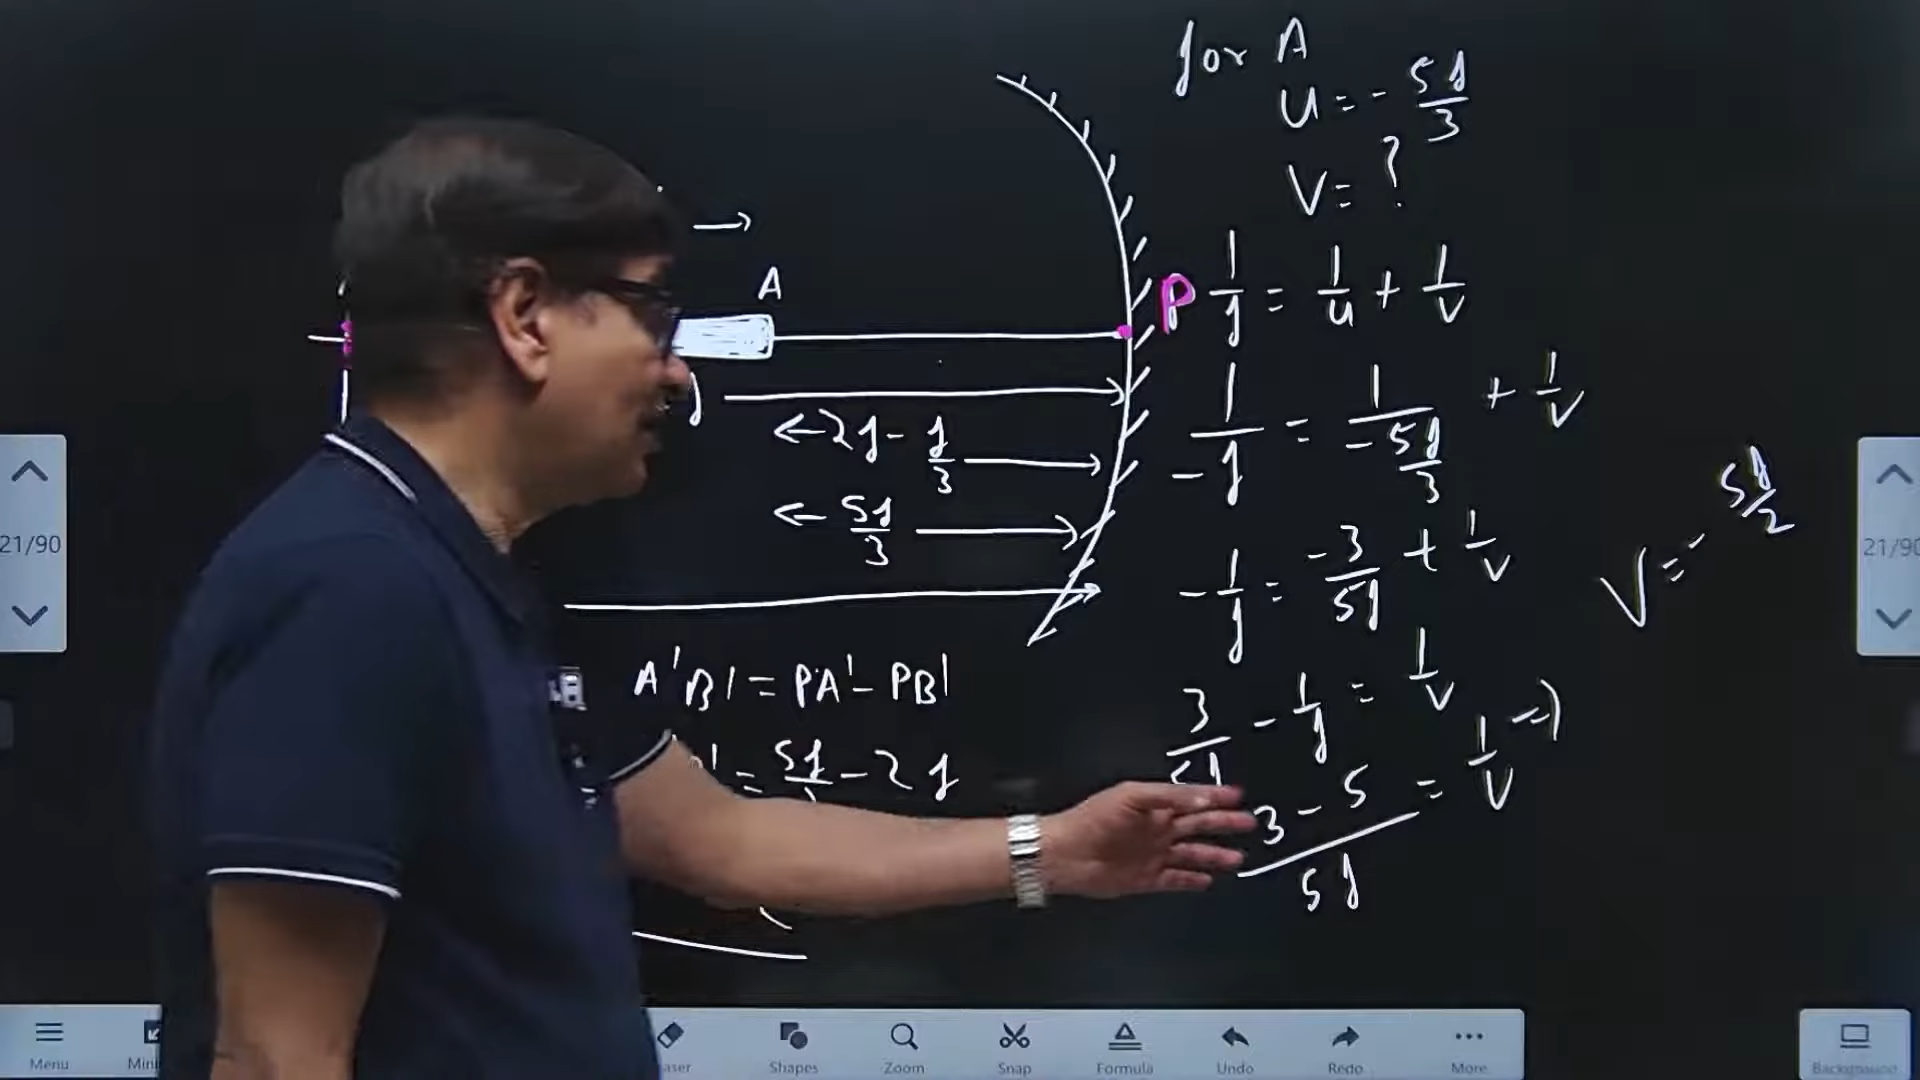 for A
u = - 5f/3
v = ?
A
P
1/f = 1/u + 1/v
1/-f = 1/(-5f/3) + 1/v
f
← 2f - f/3 →
← 5f/3 →
-1/f = -3/5f + 1/v
v = - 5f/2
A'B' = PA' - PB'
3/5f - 1/f = 1/v
= 5f/2 - 2f
3 - 5/5f = 1/v ⇒
21/90
21/90
Menu
Shapes
Zoom
Snap
Formula
Undo
Redo
More
Background